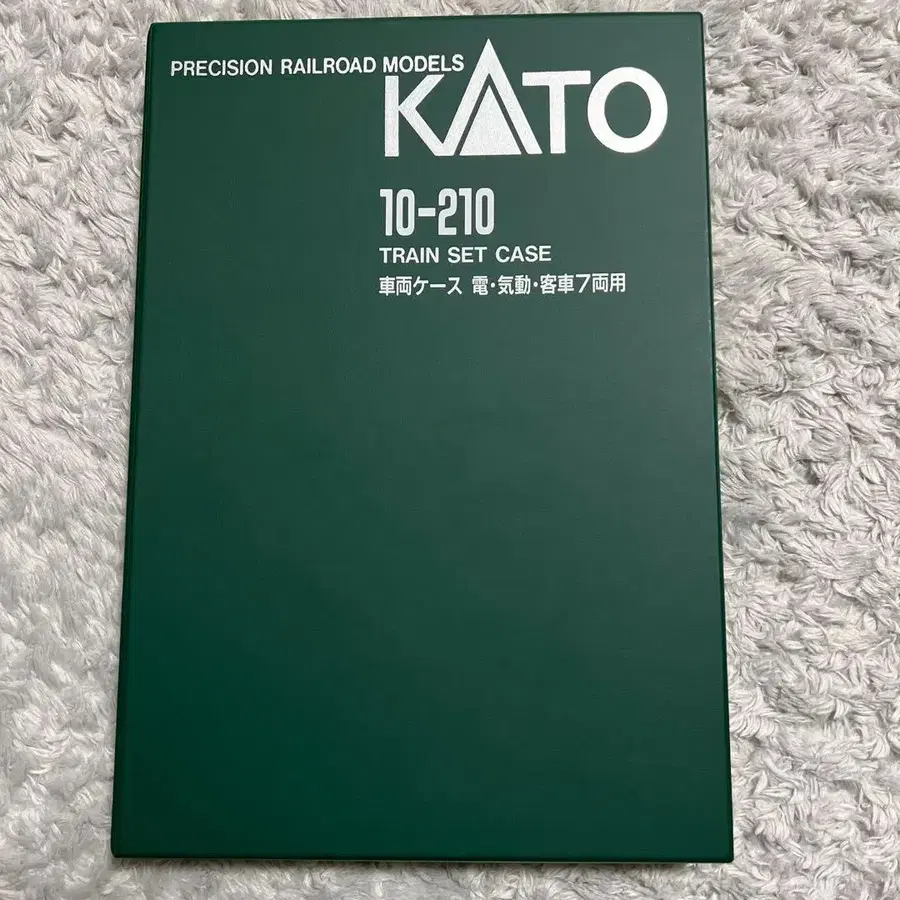 PRECISION RAILROAD MODELS
KATO
10-210
TRAIN SET CASE
車両ケース 電・気動・客車7両用